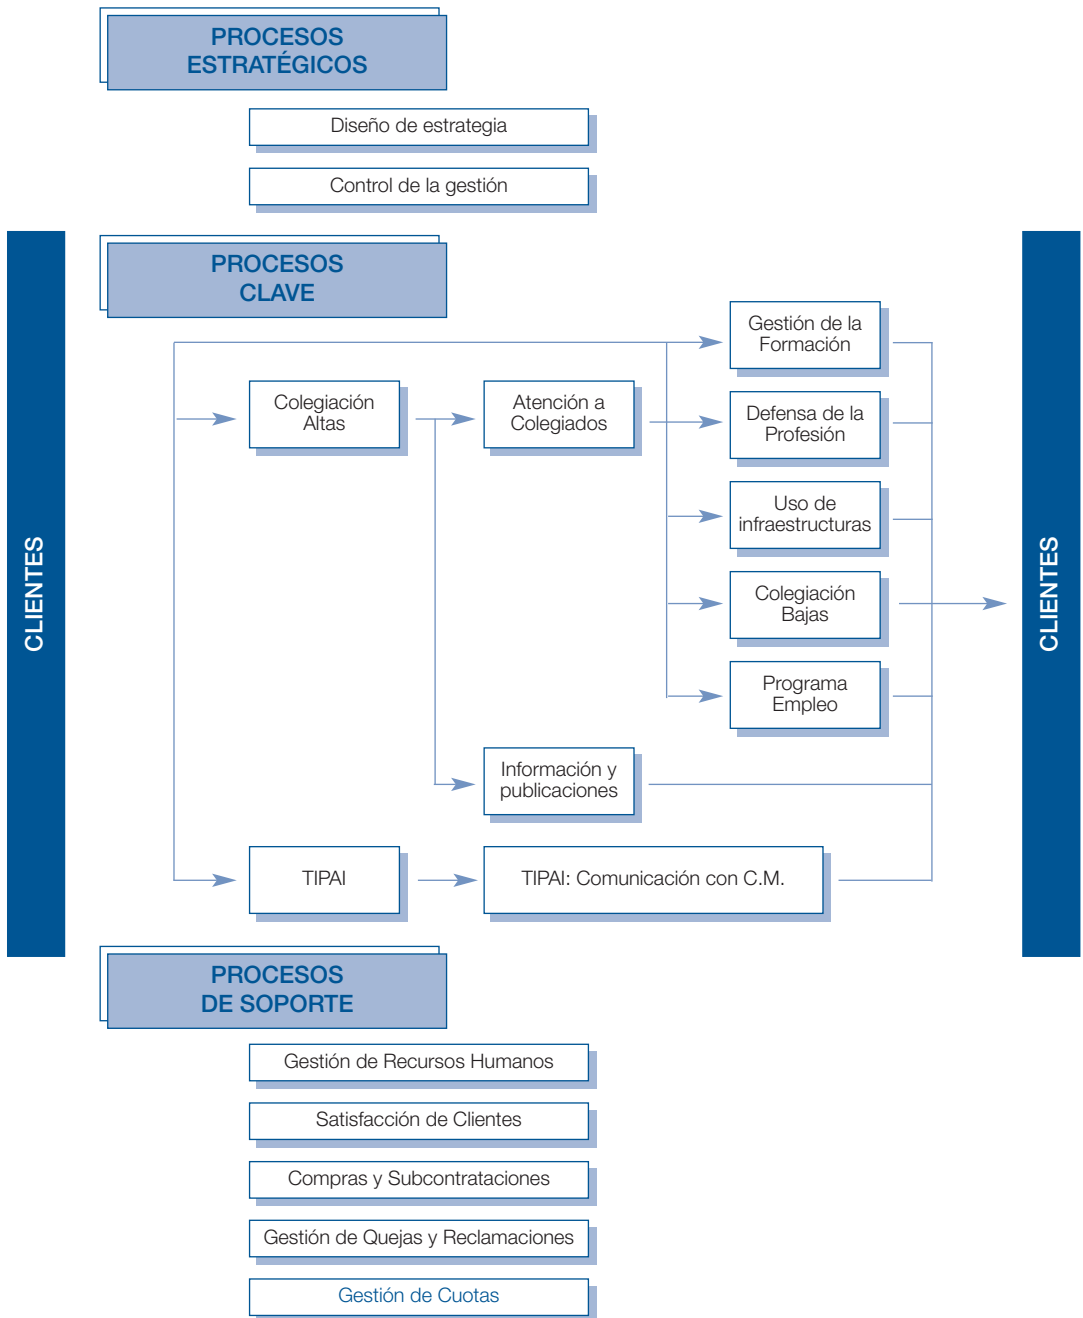 PROCESOS
ESTRATÉGICOS
Diseño de estrategia
Control de la gestión
CLIENTES
PROCESOS
CLAVE
Gestión de la
Formación
Colegiación
Altas
Atención a
Colegiados
Defensa de la
Profesión
Uso de
infraestructuras
Colegiación
Bajas
Programa
Empleo
Información y
publicaciones
TIPAI
TIPAI: Comunicación con C.M.
CLIENTES
PROCESOS
DE SOPORTE
Gestión de Recursos Humanos
Satisfacción de Clientes
Compras y Subcontrataciones
Gestión de Quejas y Reclamaciones
Gestión de Cuotas